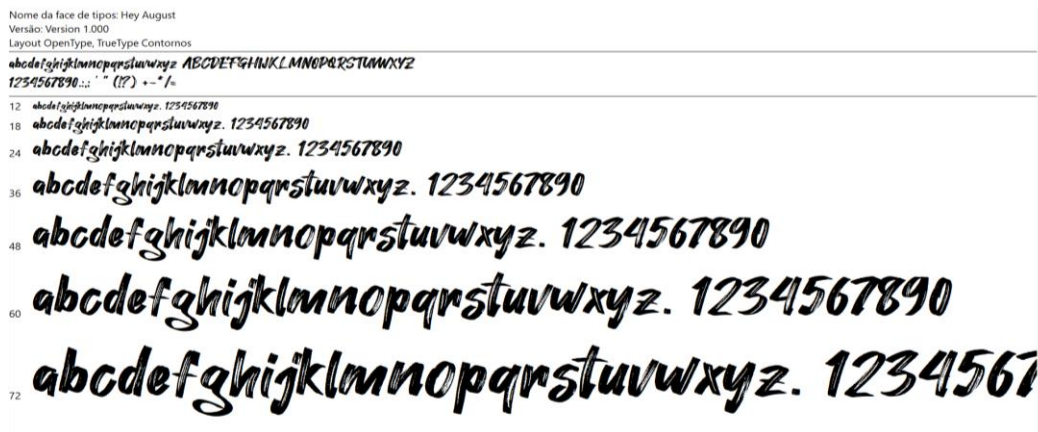 Nome da face de tipos: Hey August
Versão: Version 1.000
Layout OpenType, TrueType Contornos
abcdefghijklmnopqrstuvwxyz ABCDEFGHIJKLMNOPQRSTUVWXYZ
1234567890.:,; ' " (!?) +-*/=
12 abcdefghijklmnopqrstuvwxyz. 1234567890
18 abcdefghijklmnopqrstuvwxyz. 1234567890
24 abcdefghijklmnopqrstuvwxyz. 1234567890
36 abcdefghijklmnopqrstuvwxyz. 1234567890
48 abcdefghijklmnopqrstuvwxyz. 1234567890
60 abcdefghijklmnopqrstuvwxyz. 1234567890
72 abcdefghijklmnopqrstuvwxyz. 1234567